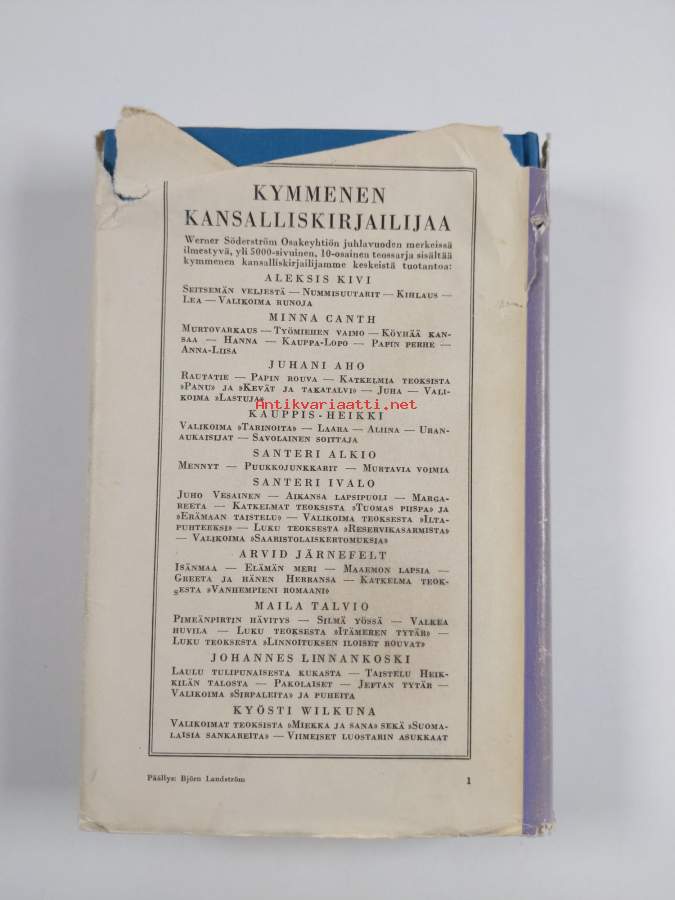 KYMMENEN
KANSALLISKIRJAILIJAA
Werner Söderström Osakeyhtiön juhlavuoden merkeissä
ilmestyvä, yli 5000-sivuinen, 10-osainen teossarja sisältää
kymmenen kansalliskirjailijamme keskeistä tuotantoa:
ALEKSIS KIVI
SEITSEMÄN VELJESTÄ — NUMMISUUTARIT — KIHLAUS —
LEA — VALIKOIMA RUNOJA
MINNA CANTH
MURTOVARKAUS — TYÖMIEHEN VAIMO — KÖYHÄÄ KAN-
SAA — HANNA — KAUPPA-LOPO — PAPIN PERHE —
ANNA-LIISA
JUHANI AHO
RAUTATIE — PAPIN ROUVA — KATKELMIA TEOKSISTA
»PANU» JA »KEVÄT JA TAKATALVI» — JUHA — VALI-
KOIMA »LASTUJA»
Antikvariaatti.net
KAUPPIS-HEIKKI
VALIKOIMA »TARINOITA» — LAARA — ALIINA — URAN-
AUKAISIJAT — SAVOLAINEN SOITTAJA
SANTERI ALKIO
MENNYT — PUUKKOJUNKKARIT — MURTAVIA VOIMIA
SANTERI IVALO
JUHO VESAINEN — AIKANSA LAPSIPUOLI — MARGA-
REETA — KATKELMAT TEOKSISTA »TUOMAS PIISPA» JA
»ERÄMAAN TAISTELU» — VALIKOIMA TEOKSESTA »ILTA-
PUHTEEKSI» — LUKU TEOKSESTA »RESERVIKASARMISTA»
— VALIKOIMA »SAARISTOLAISKERTOMUKSIA»
ARVID JÄRNEFELT
ISÄNMAA — ELÄMÄN MERI — MAAEMON LAPSIA —
GREETA JA HÄNEN HERRANSA — KATKELMA TEOK-
SESTA »VANHEMPIENI ROMAANI»
MAILA TALVIO
PIMEÄNPIRTIN HÄVITYS — SILMÄ YÖSSÄ — VALKEA
HUVILA — LUKU TEOKSESTA »ITÄMEREN TYTÄR» —
LUKU TEOKSESTA »LINNOITUKSEN ILOISET ROUVAT»
JOHANNES LINNANKOSKI
LAULU TULIPUNAISESTA KUKASTA — TAISTELU HEIK-
KILÄN TALOSTA — PAKOLAISET — JEFTAN TYTÄR —
VALIKOIMA »SIRPALEITA» JA PUHEITA
KYÖSTI WILKUNA
VALIKOIMAT TEOKSISTA »MIEKKA JA SANA» SEKÄ »SUOMA-
LAISIA SANKAREITA» — VIIMEISET LUOSTARIN ASUKKAAT
Päällys: Björn Landström 1